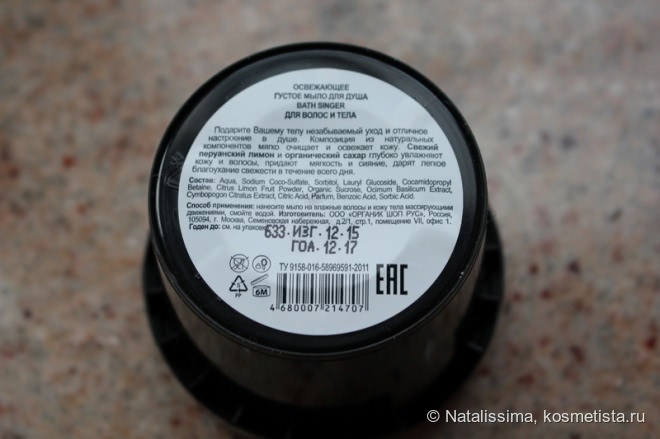 ОСВЕЖАЮЩЕЕ
ГУСТОЕ МЫЛО ДЛЯ ДУША
BATH SINGER
ДЛЯ ВОЛОС И ТЕЛА
Подарите Вашему телу незабываемый уход и отличное
настроение в душе. Композиция из натуральных
компонентов мягко очищает и освежает кожу. Свежий
перуанский лимон и органический сахар глубоко увлажняют
кожу и волосы, придают мягкость и сияние, дарят легкое
благоухание свежести в течение всего дня.
Состав: Aqua, Sodium Coco-Sulfate, Sorbitol, Lauryl Glucoside, Cocamidopropyl
Betaine, Citrus Limon Fruit Powder, Organic Sucrose, Ocimum Basilicum Extract,
Cymbopogon Citratus Extract, Citric Acid, Parfum, Benzoic Acid, Sorbic Acid.
Способ применения: нанесите мыло на влажные волосы и кожу тела массирующими
движениями, смойте водой. Изготовитель: ООО «ОРГАНИК ШОП РУС», Россия,
105094, г. Москва, Семеновская набережная, д.2/1, стр.1, помещение VII, офис 1.
Годен до: см. на упаковке
633·ИЗГ·12·15
ГОД·12·17
ТУ 9158-016-58969591-2011
PP
6M
EAC
4 680007 214707
© Natalissima, kosmetista.ru